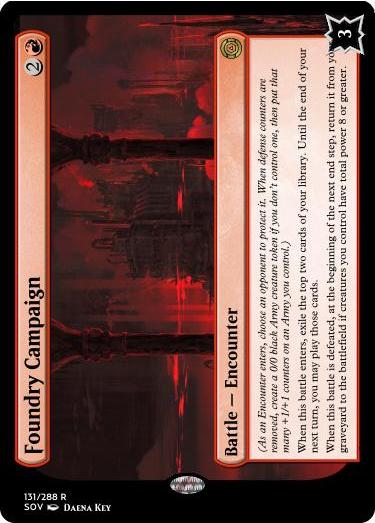 Foundry Campaign
2
Battle – Encounter
(As an Encounter enters, choose an opponent to protect it. When defense counters are
removed, create a 0/0 black Army creature token if you don't control one, then put that
many +1/+1 counters on an Army you control.)
When this battle enters, exile the top two cards of your library. Until the end of your
next turn, you may play those cards.
When this battle is defeated, at the beginning of the next end step, return it from
graveyard to the battlefield if creatures you control have total power 8 or greater.
3
131/288 R
SOV DAENA KEY